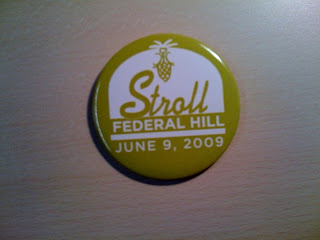 Stroll
FEDERAL HILL
JUNE 9, 2009